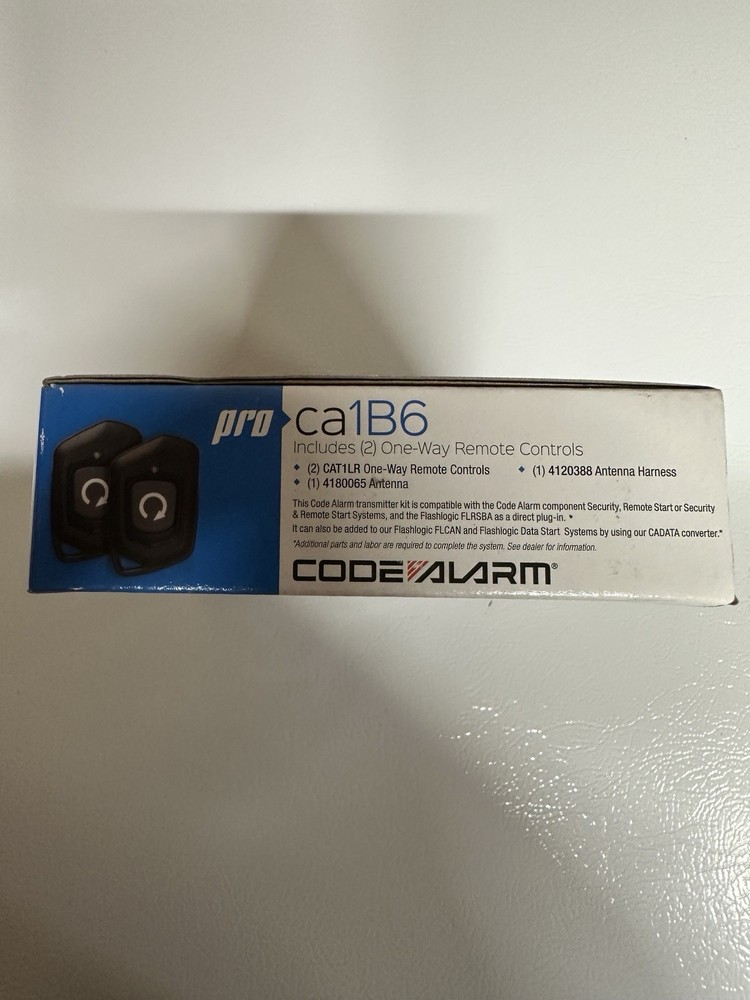 pro ca1B6
Includes (2) One-Way Remote Controls
◆ (2) CAT1LR One-Way Remote Controls ◆ (1) 4120388 Antenna Harness
◆ (1) 4180065 Antenna
This Code Alarm transmitter kit is compatible with the Code Alarm component Security, Remote Start or Security
& Remote Start Systems, and the Flashlogic FLRSBA as a direct plug-in. *
It can also be added to our Flashlogic FLCAN and Flashlogic Data Start Systems by using our CADATA converter.*
*Additional parts and labor are required to complete the system. See dealer for information.
CODE ALARM®